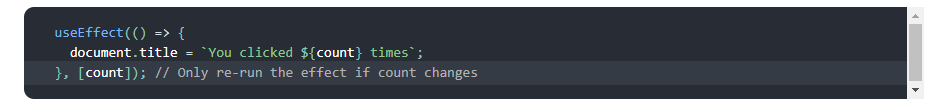 useEffect(() => {
  document.title = `You clicked ${count} times`;
}, [count]); // Only re-run the effect if count changes